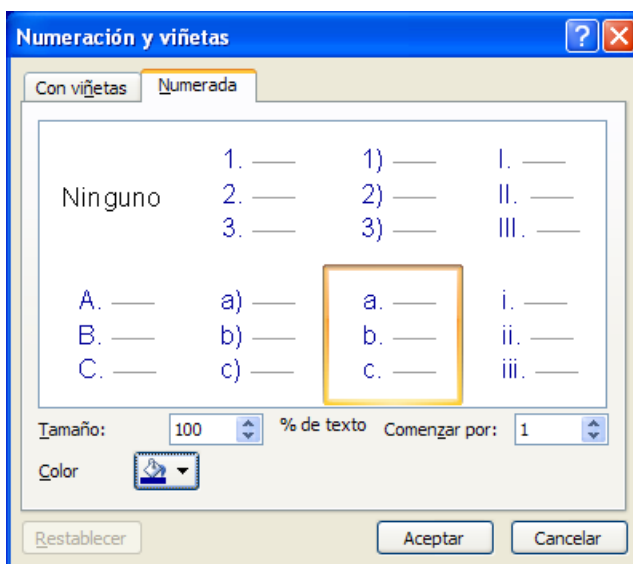 Numeración y viñetas
Con viñetas Numerada
Ninguno
1.
2.
3.
1)
2)
3)
I.
II.
III.
A.
B.
C.
a)
b)
c)
a.
b.
c.
i.
ii.
iii.
Tamaño: 100 % de texto Comenzar por: 1
Color
Restablecer Aceptar Cancelar